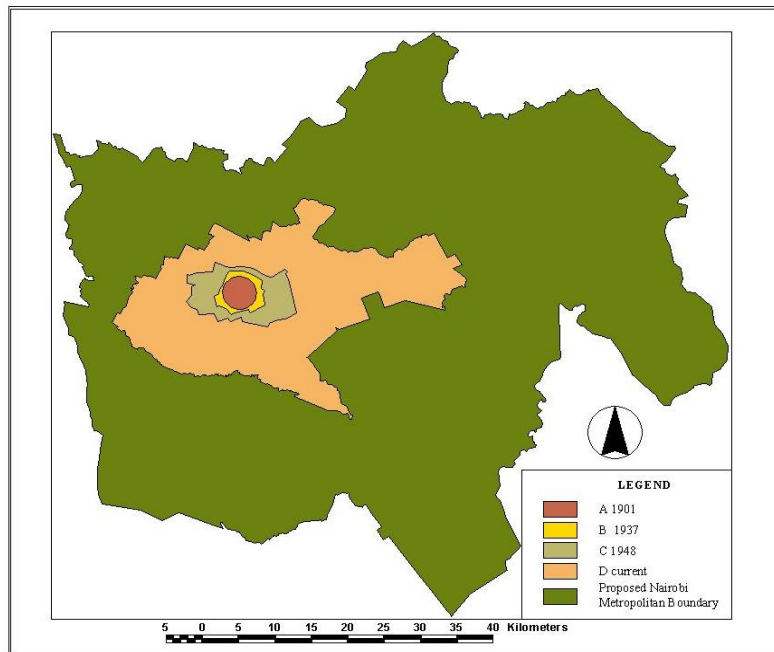 LEGEND
A 1901
B 1937
C 1948
D current
Proposed Nairobi
Metropolitan Boundary
5 0 5 10 15 20 25 30 35 40 Kilometers